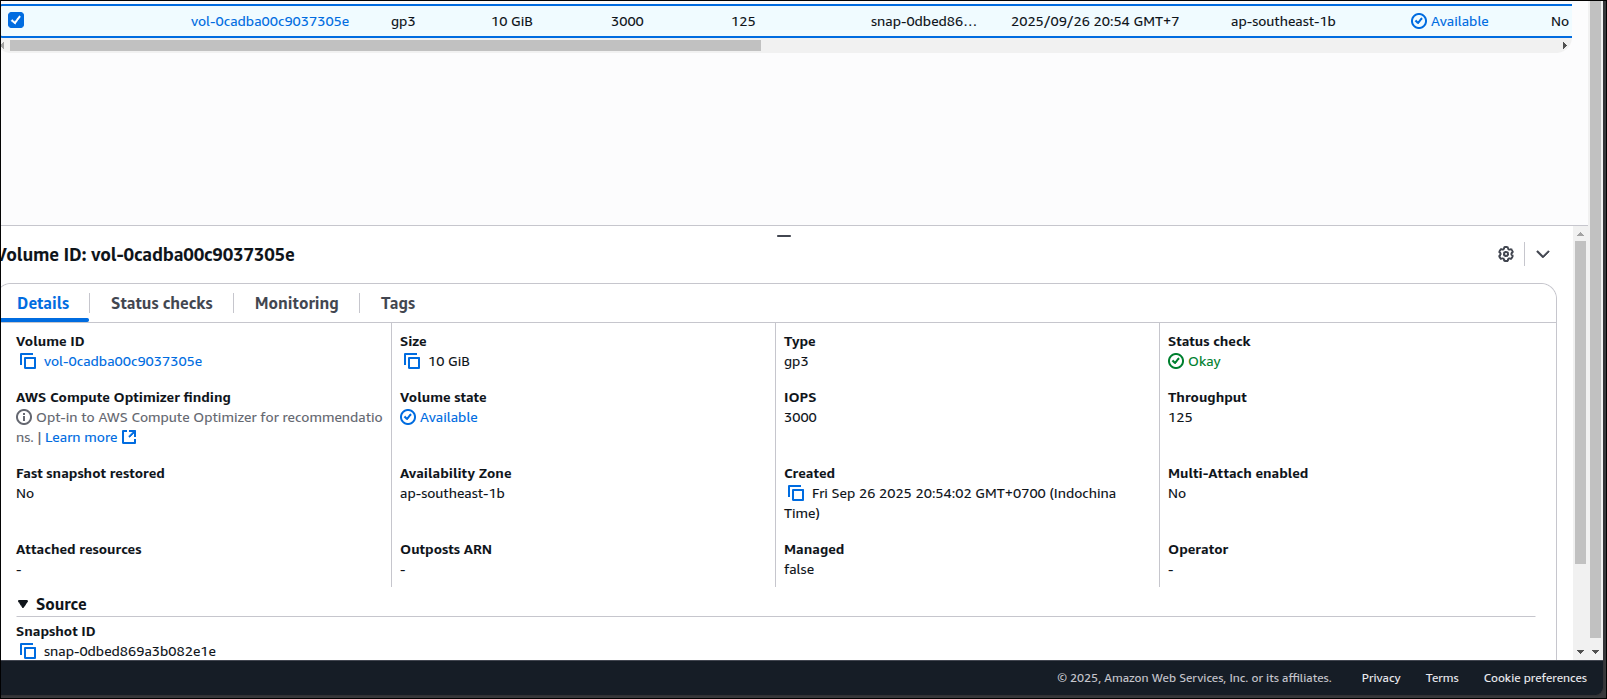 vol-0cadba00c9037305e gp3 10 GiB 3000 125 snap-0dbed86... 2025/09/26 20:54 GMT+7 ap-southeast-1b Available No
Volume ID: vol-0cadba00c9037305e
Details Status checks Monitoring Tags
Volume ID Size Type Status check
vol-0cadba00c9037305e 10 GiB gp3 Okay
AWS Compute Optimizer finding Volume state IOPS Throughput
Opt-in to AWS Compute Optimizer for recommendatio Available 3000 125
ns. | Learn more
Fast snapshot restored Availability Zone Created Multi-Attach enabled
No ap-southeast-1b Fri Sep 26 2025 20:54:02 GMT+0700 (Indochina No
Time)
Attached resources Outposts ARN Managed Operator
- - false -
Source
Snapshot ID
snap-0dbed869a3b082e1e
© 2025, Amazon Web Services, Inc. or its affiliates. Privacy Terms Cookie preferences